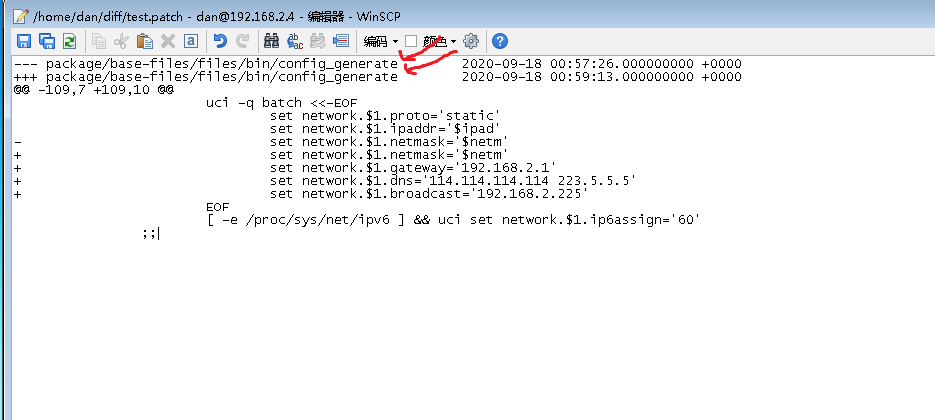 /home/dan/diff/test.patch - dan@192.168.2.4 - 编辑器 - WinSCP
编码 颜色
--- package/base-files/files/bin/config_generate 2020-09-18 00:57:26.000000000 +0000
+++ package/base-files/files/bin/config_generate 2020-09-18 00:59:13.000000000 +0000
@@ -109,7 +109,10 @@
uci -q batch <<-EOF
set network.$1.proto='static'
set network.$1.ipaddr='$ipad'
- set network.$1.netmask='$netm'
+ set network.$1.netmask='$netm'
+ set network.$1.gateway='192.168.2.1'
+ set network.$1.dns='114.114.114.114 223.5.5.5'
+ set network.$1.broadcast='192.168.2.225'
EOF
[ -e /proc/sys/net/ipv6 ] && uci set network.$1.ip6assign='60'
;;